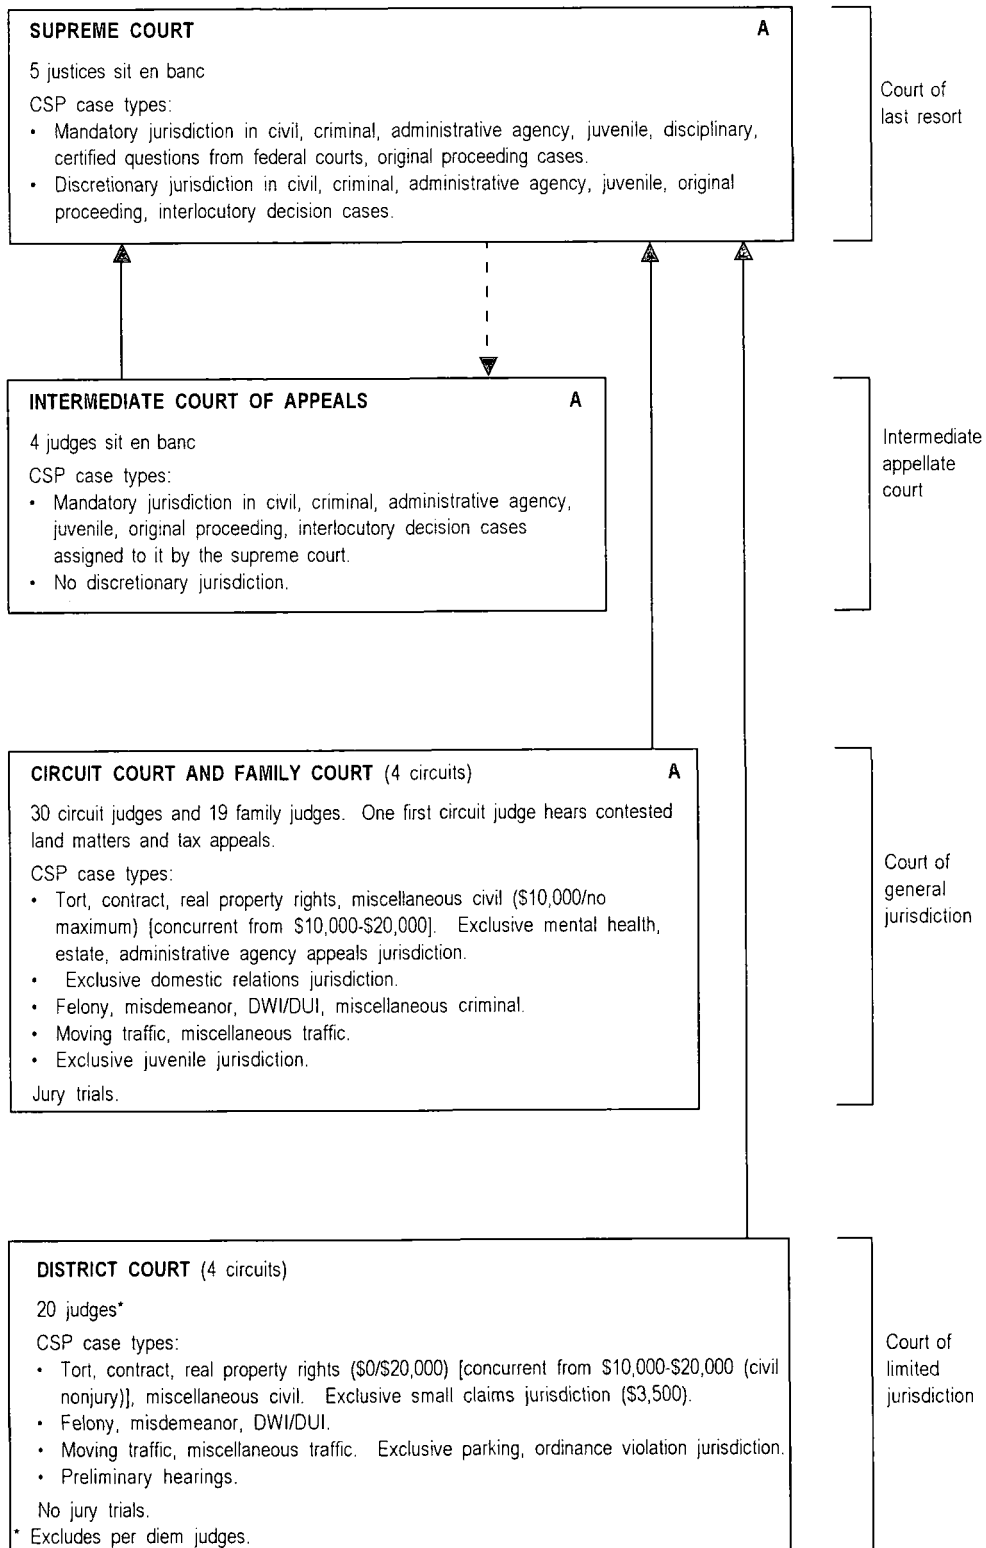 SUPREME COURT A
5 justices sit en banc
CSP case types:
• Mandatory jurisdiction in civil, criminal, administrative agency, juvenile, disciplinary,
certified questions from federal courts, original proceeding cases.
• Discretionary jurisdiction in civil, criminal, administrative agency, juvenile, original
proceeding, interlocutory decision cases.
Court of
last resort
INTERMEDIATE COURT OF APPEALS A
4 judges sit en banc
CSP case types:
• Mandatory jurisdiction in civil, criminal, administrative agency,
juvenile, original proceeding, interlocutory decision cases
assigned to it by the supreme court.
• No discretionary jurisdiction.
Intermediate
appellate
court
CIRCUIT COURT AND FAMILY COURT (4 circuits) A
30 circuit judges and 19 family judges. One first circuit judge hears contested
land matters and tax appeals.
CSP case types:
• Tort, contract, real property rights, miscellaneous civil ($10,000/no
maximum) [concurrent from $10,000-$20,000]. Exclusive mental health,
estate, administrative agency appeals jurisdiction.
• Exclusive domestic relations jurisdiction.
• Felony, misdemeanor, DWI/DUI, miscellaneous criminal.
• Moving traffic, miscellaneous traffic.
• Exclusive juvenile jurisdiction.
Jury trials.
Court of
general
jurisdiction
DISTRICT COURT (4 circuits)
20 judges*
CSP case types:
• Tort, contract, real property rights ($0/$20,000) [concurrent from $10,000-$20,000 (civil
nonjury)], miscellaneous civil. Exclusive small claims jurisdiction ($3,500).
• Felony, misdemeanor, DWI/DUI.
• Moving traffic, miscellaneous traffic. Exclusive parking, ordinance violation jurisdiction.
• Preliminary hearings.
No jury trials.
* Excludes per diem judges.
Court of
limited
jurisdiction